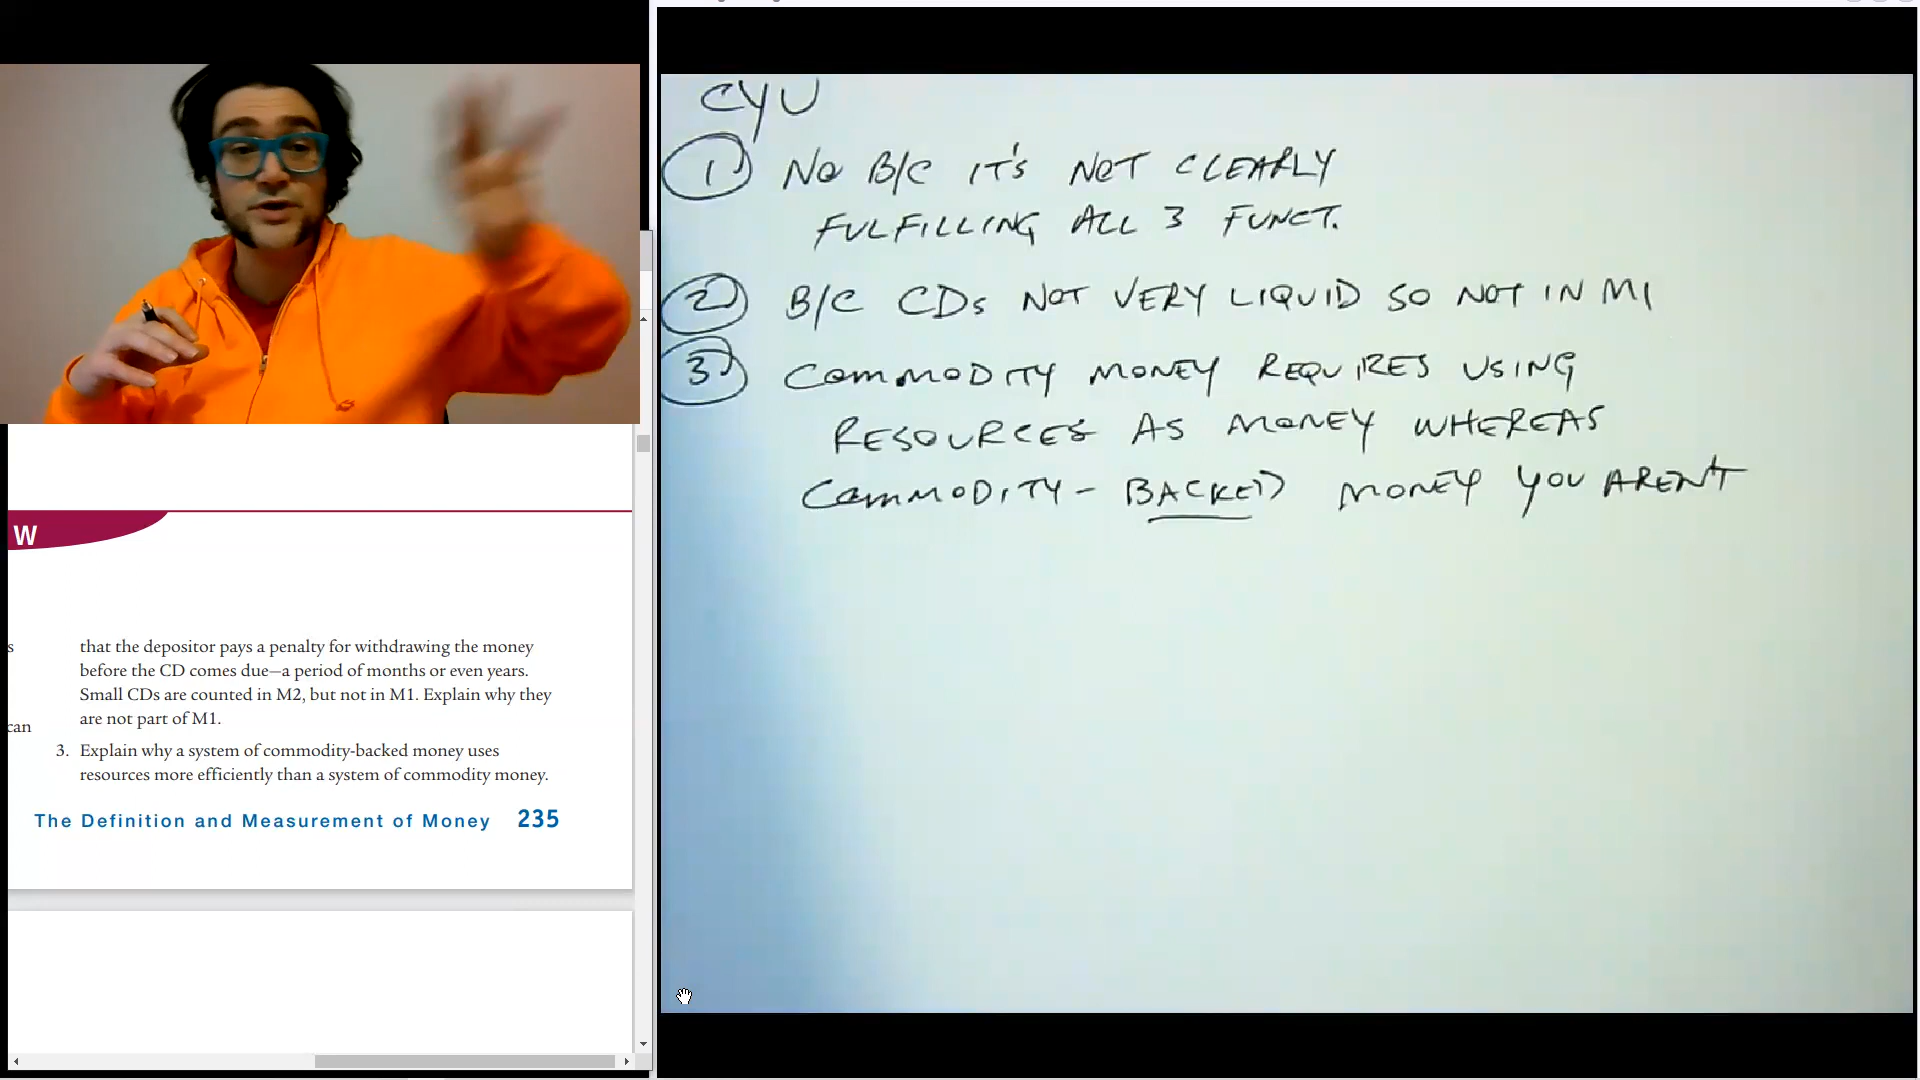 W
s
that the depositor pays a penalty for withdrawing the money
before the CD comes due—a period of months or even years.
Small CDs are counted in M2, but not in M1. Explain why they
are not part of M1.
can
3. Explain why a system of commodity-backed money uses
resources more efficiently than a system of commodity money.
The Definition and Measurement of Money 235
CYU
1 No B/C IT'S NOT CLEARLY
FULFILLING ALL 3 FUNCT.
2 B/C CDs NOT VERY LIQUID SO NOT IN M1
3 COMMODITY MONEY REQUIRES USING
RESOURCES AS MONEY WHEREAS
COMMODITY-BACKED MONEY YOU AREN'T